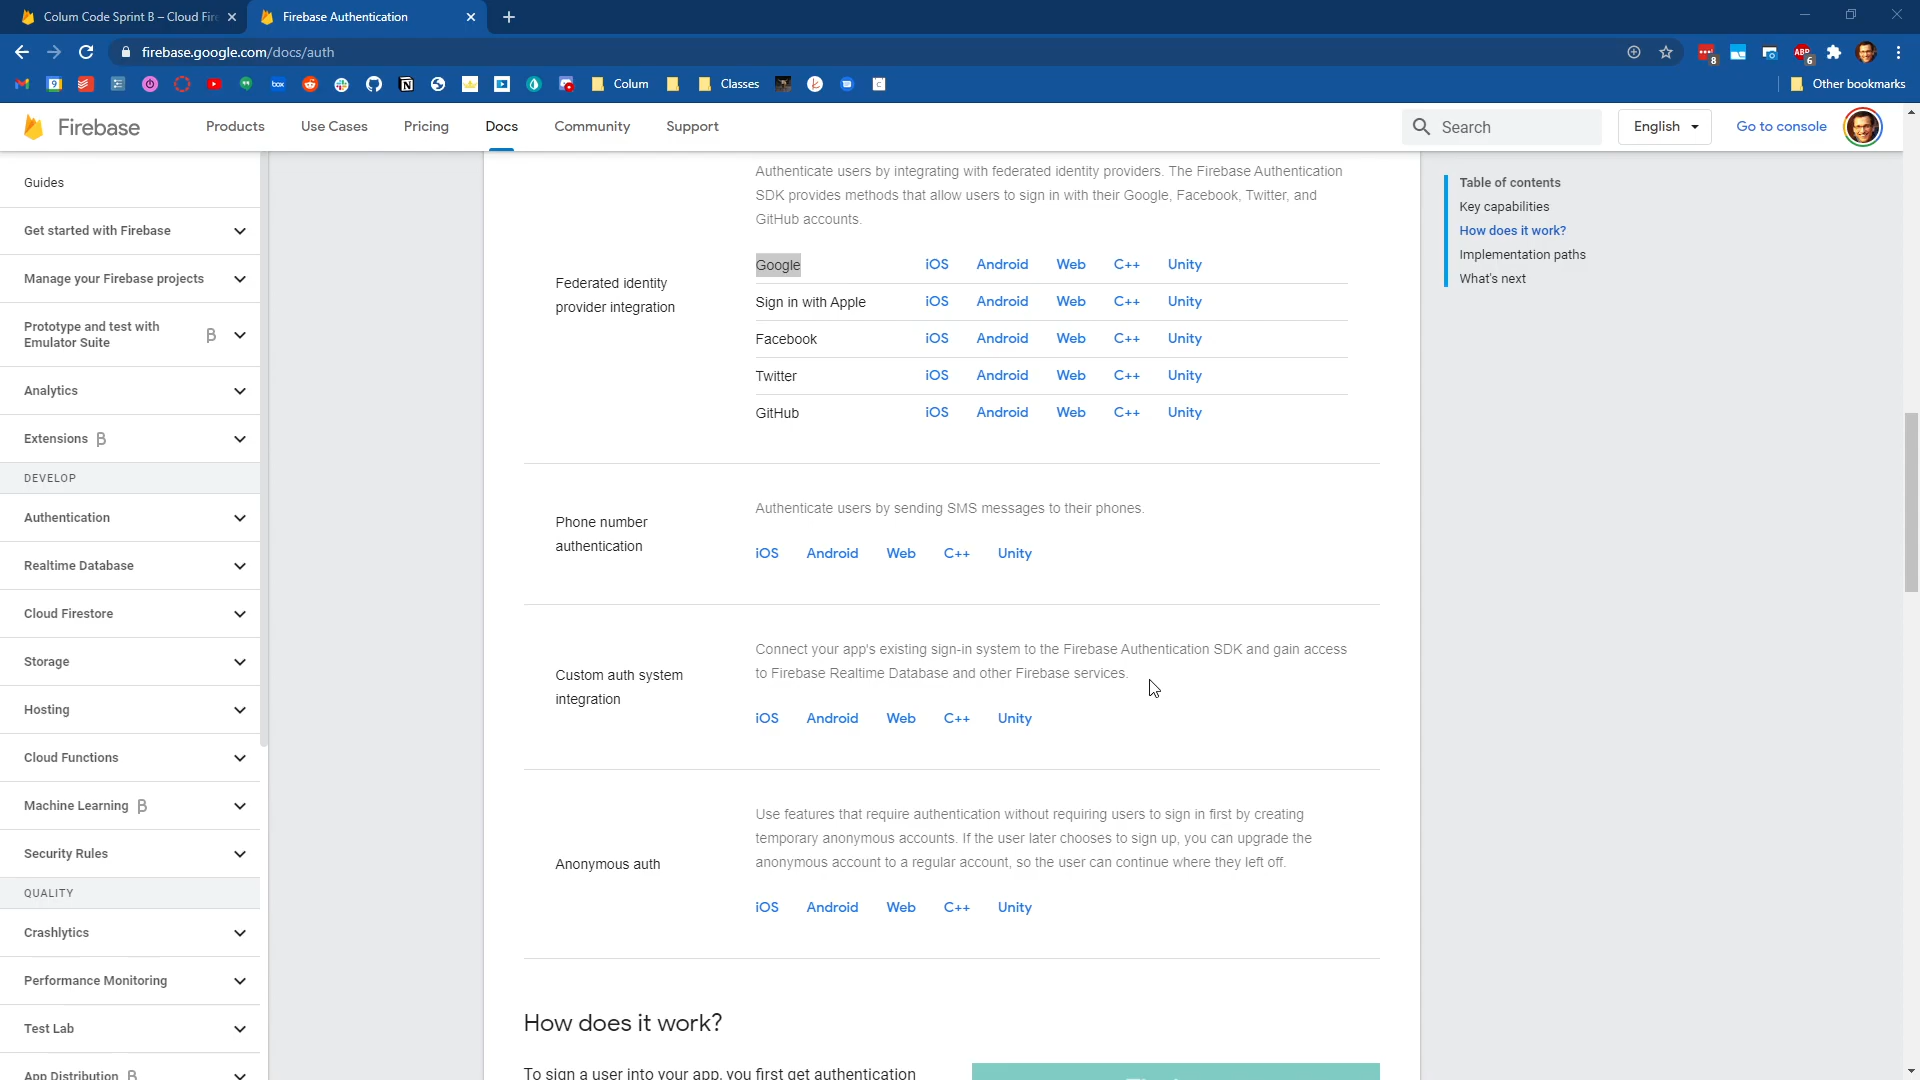 Colum Code Sprint B – Cloud Fire
Firebase Authentication
firebase.google.com/docs/auth
8
6
Colum
Classes
Other bookmarks
Firebase
Products
Use Cases
Pricing
Docs
Community
Support
Search
English
Go to console
Guides
Get started with Firebase
Manage your Firebase projects
Prototype and test with
Emulator Suite
β
Analytics
Extensions β
DEVELOP
Authentication
Realtime Database
Cloud Firestore
Storage
Hosting
Cloud Functions
Machine Learning β
Security Rules
QUALITY
Crashlytics
Performance Monitoring
Test Lab
App Distribution β
Authenticate users by integrating with federated identity providers. The Firebase Authentication
SDK provides methods that allow users to sign in with their Google, Facebook, Twitter, and
GitHub accounts.
Federated identity
provider integration
Google iOS Android Web C++ Unity
Sign in with Apple iOS Android Web C++ Unity
Facebook iOS Android Web C++ Unity
Twitter iOS Android Web C++ Unity
GitHub iOS Android Web C++ Unity
Phone number
authentication
Authenticate users by sending SMS messages to their phones.
iOS Android Web C++ Unity
Custom auth system
integration
Connect your app's existing sign-in system to the Firebase Authentication SDK and gain access
to Firebase Realtime Database and other Firebase services.
iOS Android Web C++ Unity
Anonymous auth
Use features that require authentication without requiring users to sign in first by creating
temporary anonymous accounts. If the user later chooses to sign up, you can upgrade the
anonymous account to a regular account, so the user can continue where they left off.
iOS Android Web C++ Unity
How does it work?
To sign a user into your app, you first get authentication
Table of contents
Key capabilities
How does it work?
Implementation paths
What's next